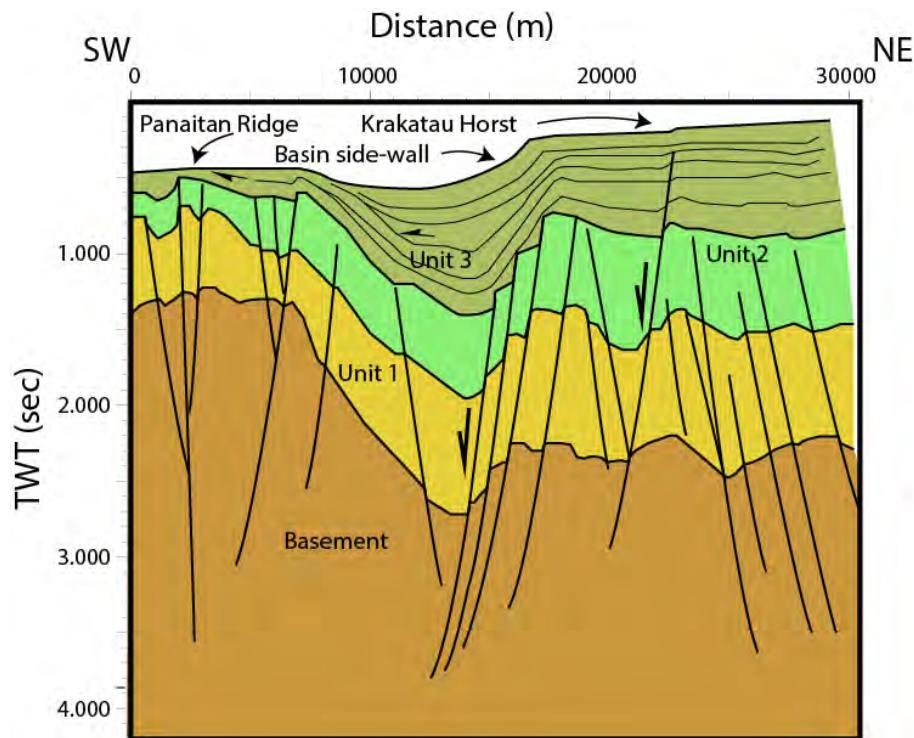 Distance (m)
SW
NE
0
10000
20000
30000
Panaitan Ridge
Krakatau Horst
Basin side-wall
1.000
Unit 3
Unit 2
Unit 1
2.000
TWT (sec)
Basement
3.000
4.000